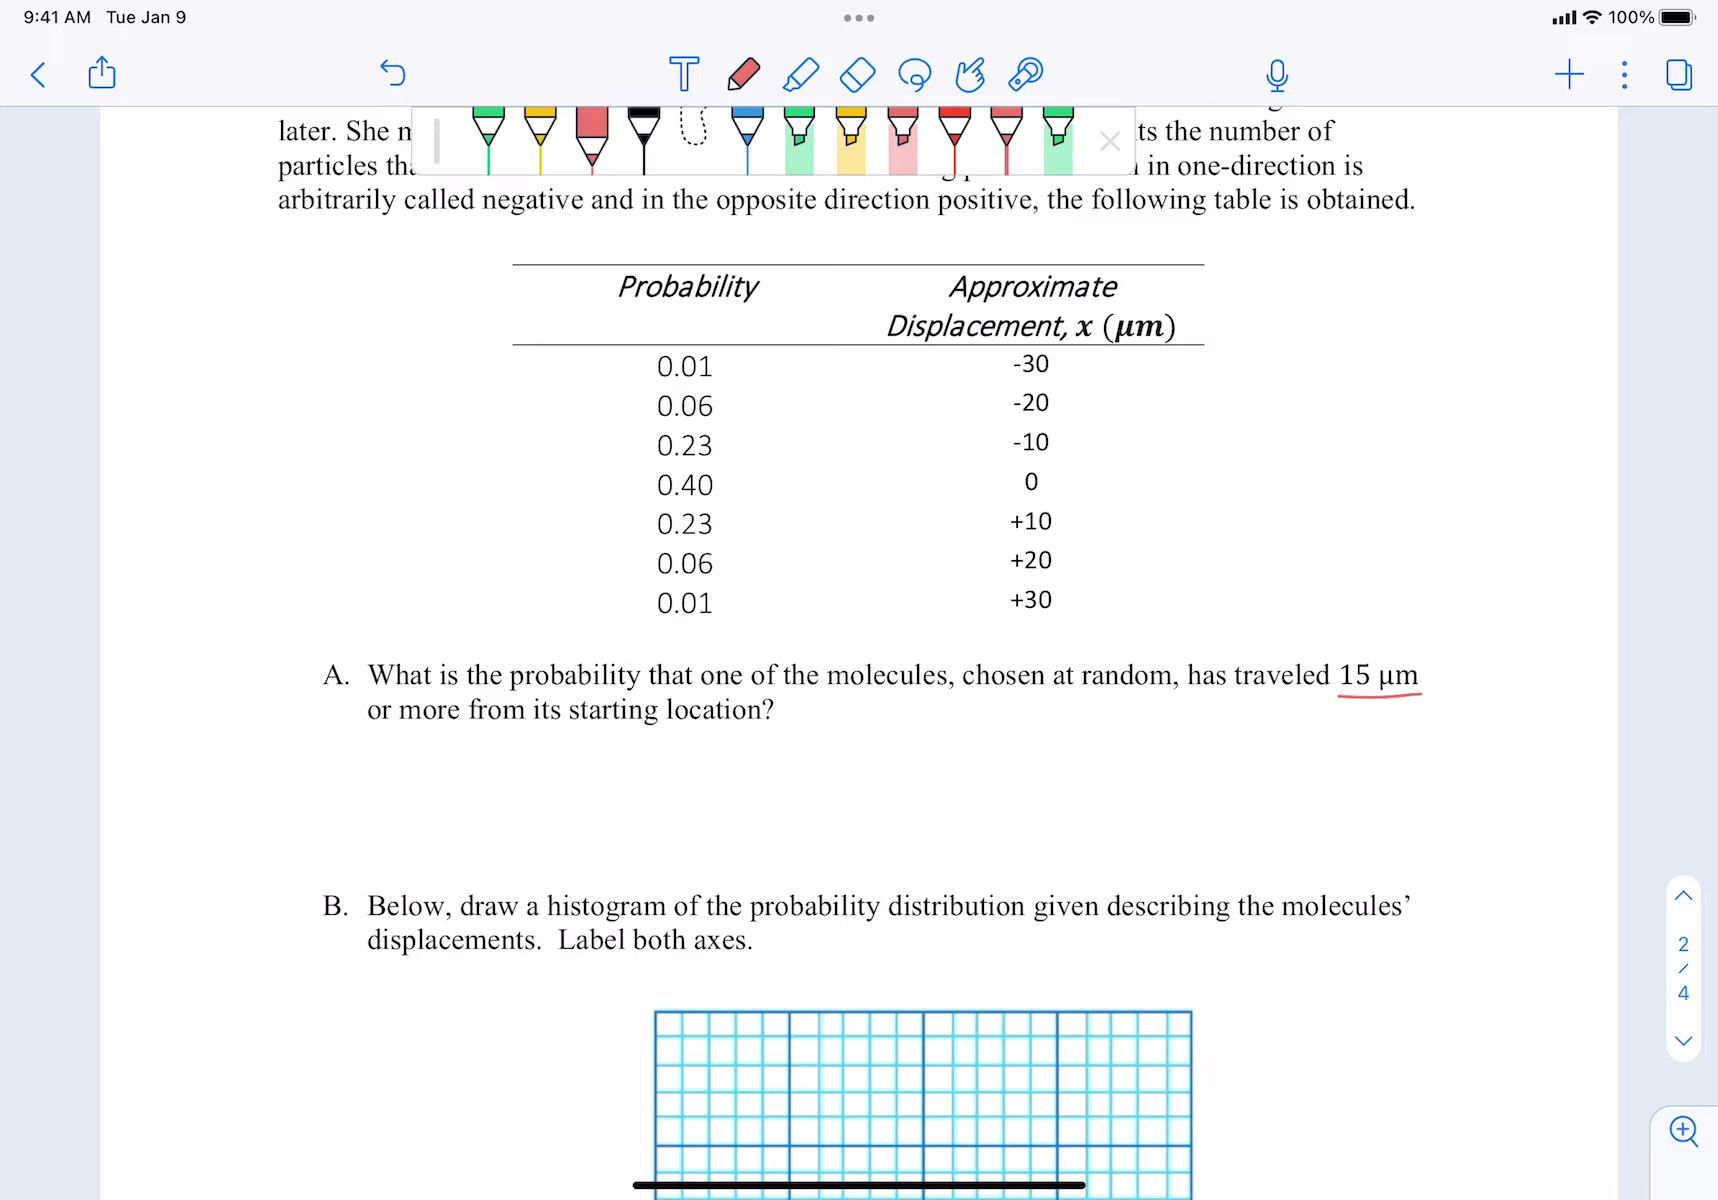 9:41 AM Tue Jan 9
100%
later. She
ts the number of
particles
in one-direction is
arbitrarily called negative and in the opposite direction positive, the following table is obtained.
Probability Approximate
Displacement, x (μm)
0.01 -30
0.06 -20
0.23 -10
0.40 0
0.23 +10
0.06 +20
0.01 +30
A. What is the probability that one of the molecules, chosen at random, has traveled 15 μm
or more from its starting location?
B. Below, draw a histogram of the probability distribution given describing the molecules’
displacements. Label both axes.
2
/
4